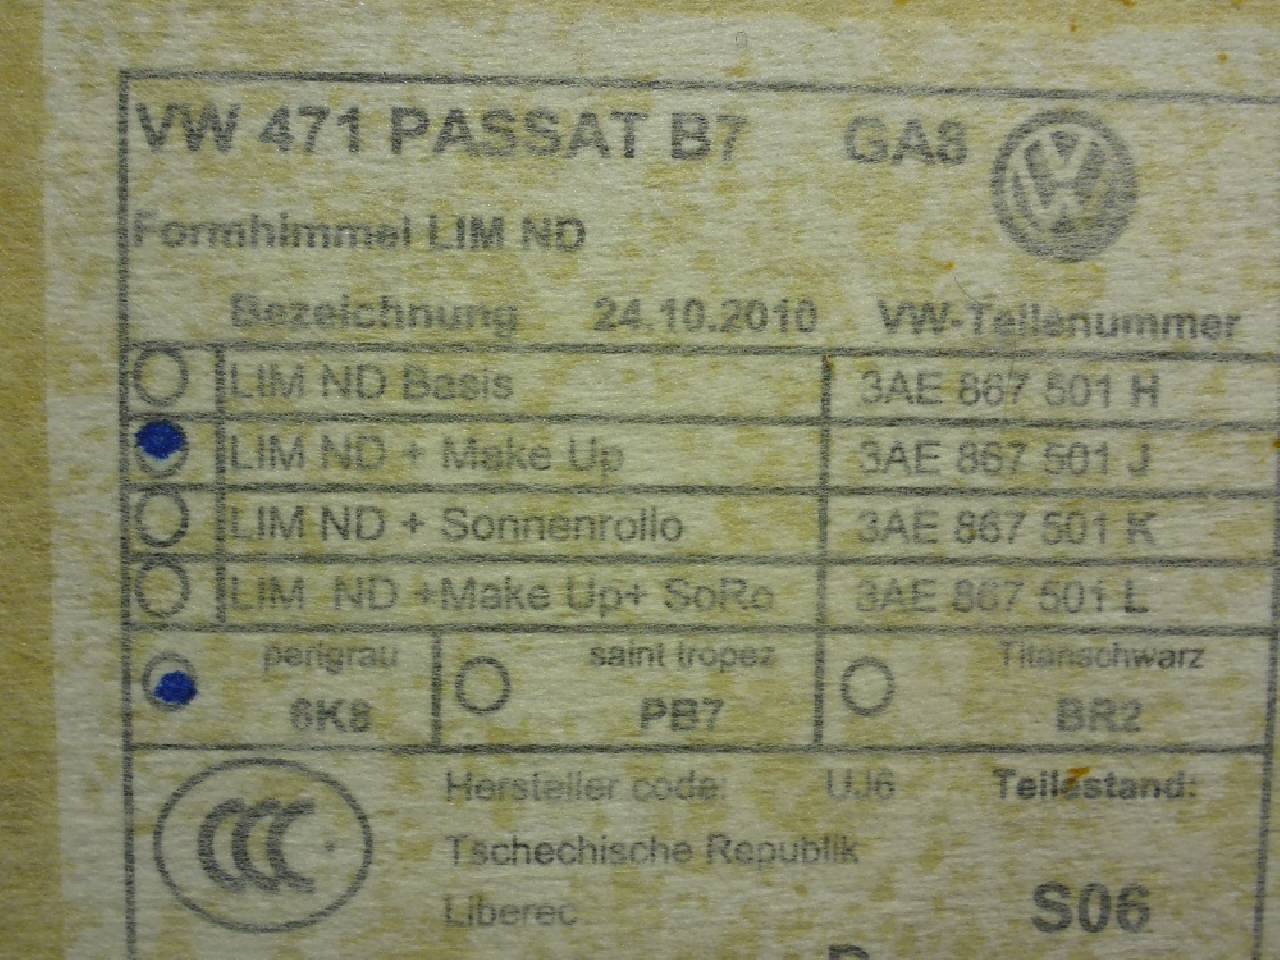 VW 471 PASSAT B7 GA8
Formhimmel LIM ND
Bezeichnung 24.10.2010 VW-Teilenummer
LIM ND Basis 3AE 867 501 H
LIM ND + Make Up 3AE 867 501 J
LIM ND + Sonnenrollo 3AE 867 501 K
LIM ND +Make Up+ SoRo 3AE 867 501 L
perlgrau saint tropez Titanschwarz
6K8 PB7 BR2
Hersteller code: UJ6 Teilestand:
Tschechische Republik
Liberec
S06